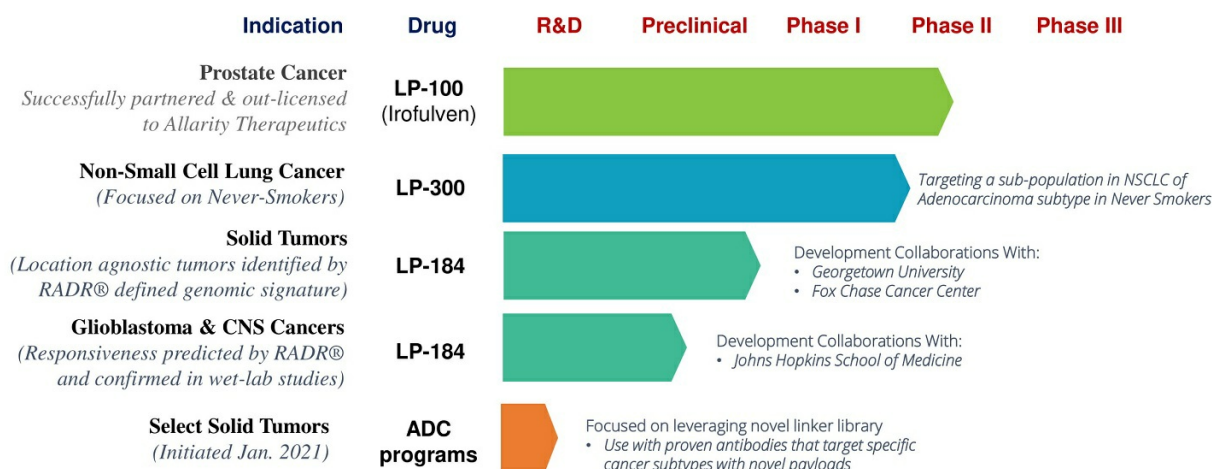 Indication Drug R&D Preclinical Phase I Phase II Phase III
Prostate Cancer
Successfully partnered & out-licensed
to Allarity Therapeutics
LP-100
(Irofulven)
Non-Small Cell Lung Cancer
(Focused on Never-Smokers)
LP-300
Targeting a sub-population in NSCLC of
Adenocarcinoma subtype in Never Smokers
Solid Tumors
(Location agnostic tumors identified by
RADR® defined genomic signature)
LP-184
Development Collaborations With:
• Georgetown University
• Fox Chase Cancer Center
Glioblastoma & CNS Cancers
(Responsiveness predicted by RADR®
and confirmed in wet-lab studies)
LP-184
Development Collaborations With:
• Johns Hopkins School of Medicine
Select Solid Tumors
(Initiated Jan. 2021)
ADC
programs
Focused on leveraging novel linker library
• Use with proven antibodies that target specific
cancer subtypes with novel payloads